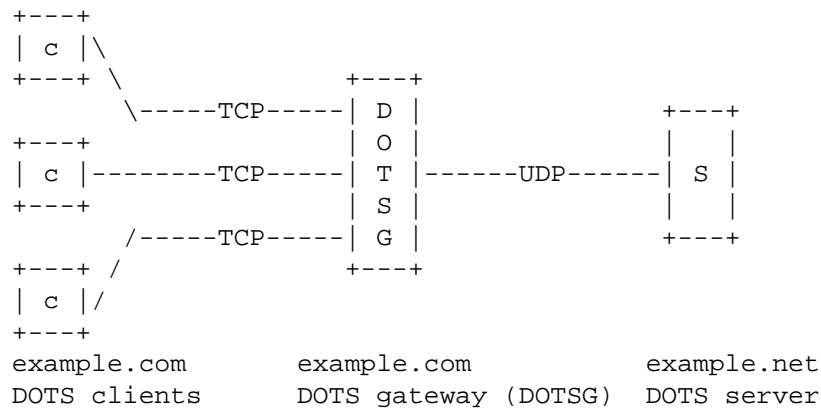 +---+
| c |\
+---+ \              +---+
       \-----TCP-----| D |               +---+
+---+                | O |               |   |
| c |--------TCP-----| T |------UDP------| S |
+---+                | S |               |   |
       /-----TCP-----| G |               +---+
+---+ /              +---+
| c |/
+---+
example.com       example.com           example.net
DOTS clients      DOTS gateway (DOTSG)  DOTS server